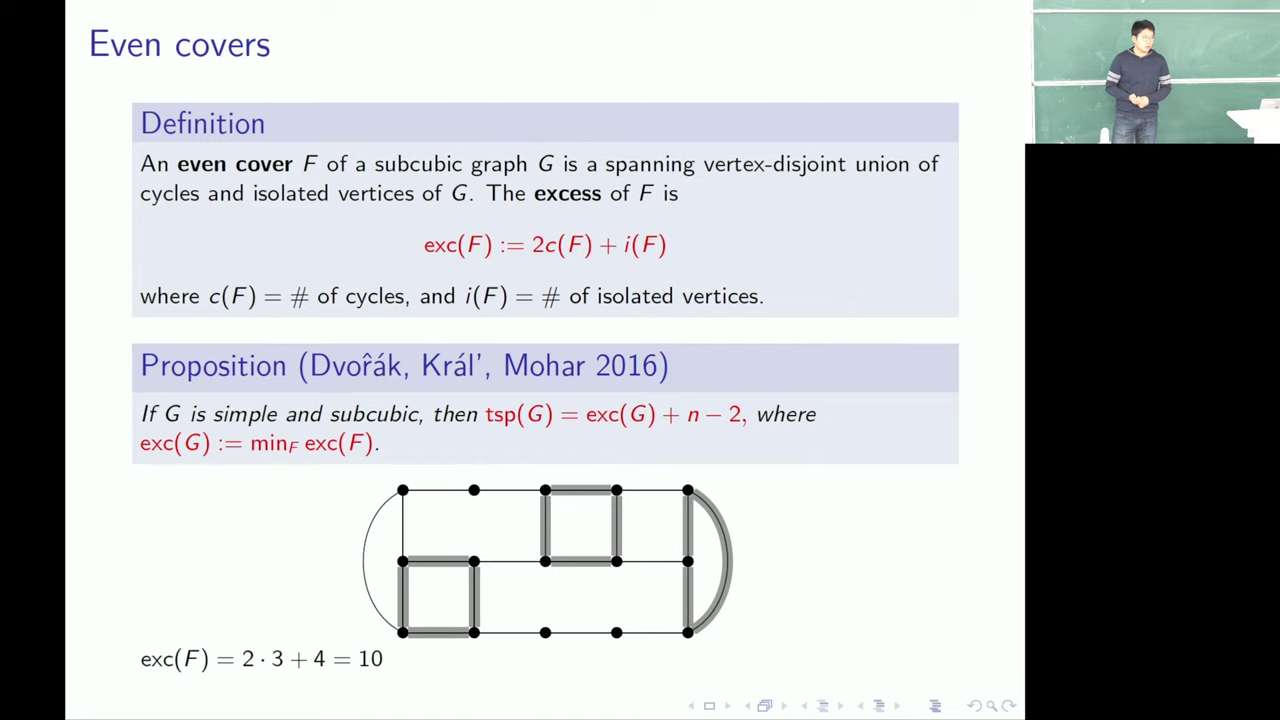 Even covers
Definition
An even cover F of a subcubic graph G is a spanning vertex-disjoint union of
cycles and isolated vertices of G. The excess of F is
exc(F) := 2c(F) + i(F)
where c(F) = # of cycles, and i(F) = # of isolated vertices.
Proposition (Dvořák, Král', Mohar 2016)
If G is simple and subcubic, then tsp(G) = exc(G) + n − 2, where
exc(G) := min_F exc(F).
exc(F) = 2 · 3 + 4 = 10